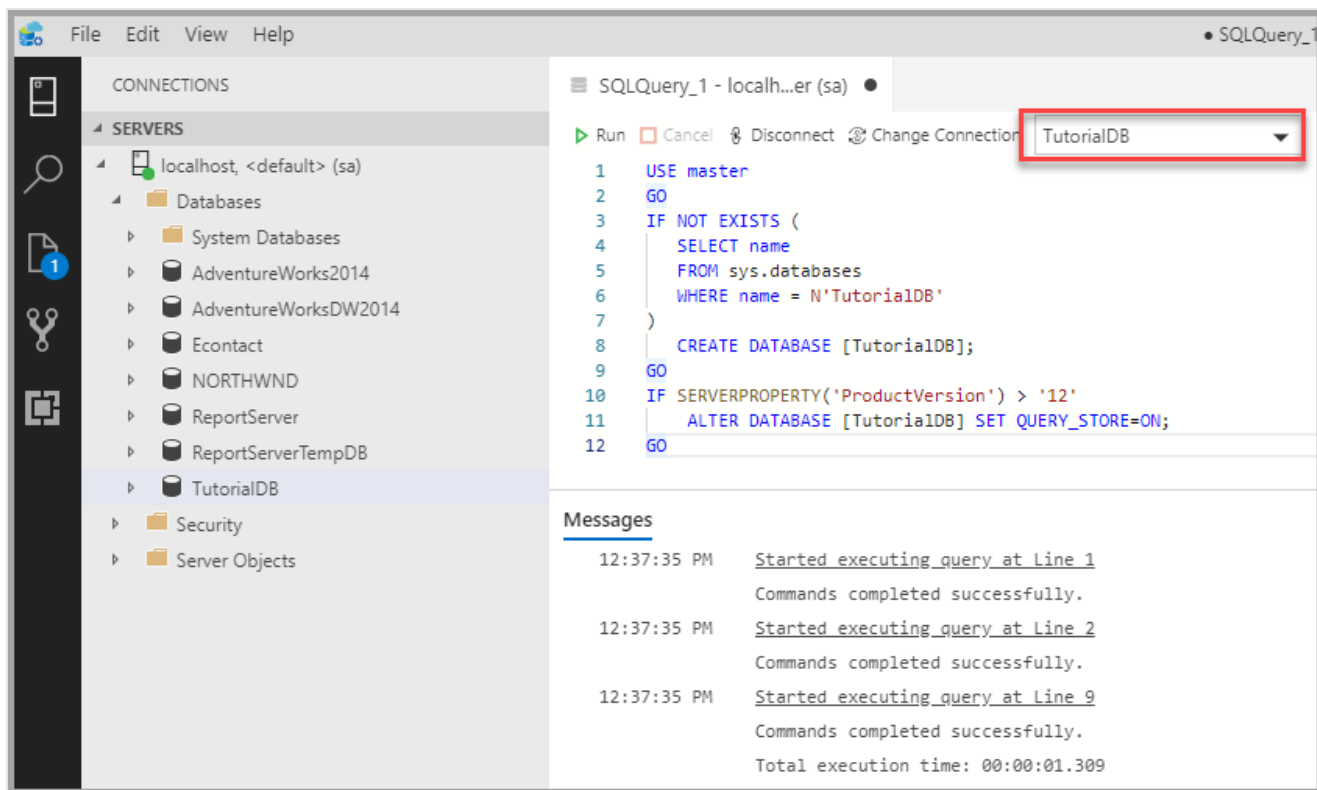 File Edit View Help
● SQLQuery_1
CONNECTIONS
SERVERS
localhost, <default> (sa)
Databases
System Databases
AdventureWorks2014
AdventureWorksDW2014
Econtact
NORTHWND
ReportServer
ReportServerTempDB
TutorialDB
Security
Server Objects
1
SQLQuery_1 - localh...er (sa) ●
Run Cancel Disconnect Change Connection TutorialDB
1 USE master
2 GO
3 IF NOT EXISTS (
4 SELECT name
5 FROM sys.databases
6 WHERE name = N'TutorialDB'
7 )
8 CREATE DATABASE [TutorialDB];
9 GO
10 IF SERVERPROPERTY('ProductVersion') > '12'
11 ALTER DATABASE [TutorialDB] SET QUERY_STORE=ON;
12 GO
Messages
12:37:35 PM Started executing query at Line 1
Commands completed successfully.
12:37:35 PM Started executing query at Line 2
Commands completed successfully.
12:37:35 PM Started executing query at Line 9
Commands completed successfully.
Total execution time: 00:00:01.309